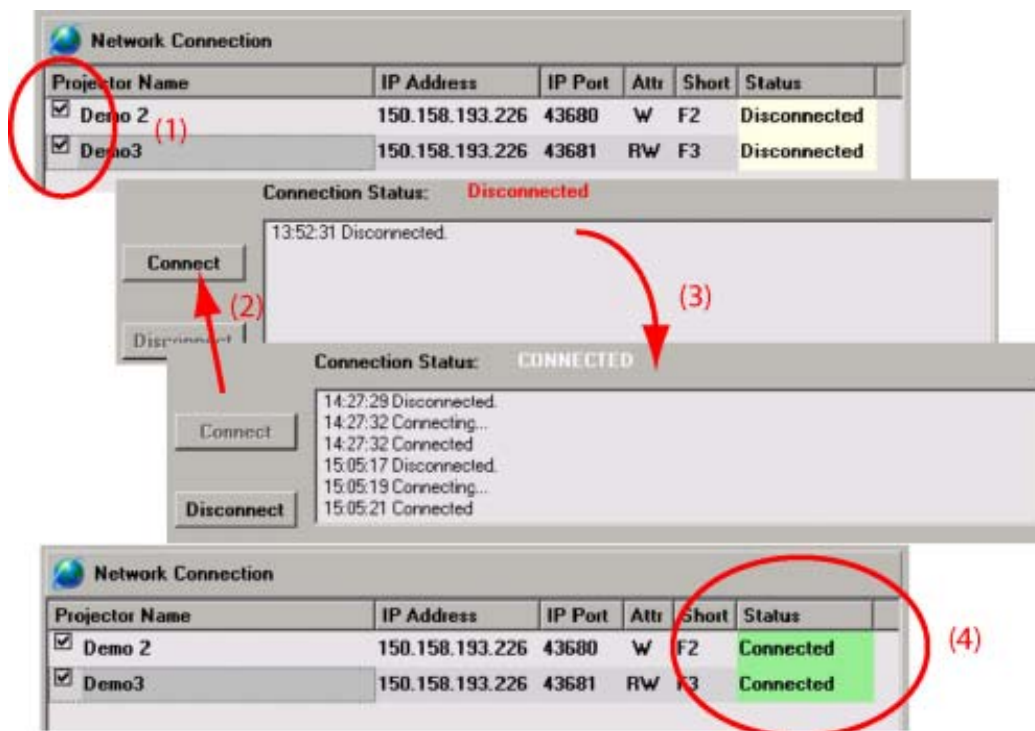 Network Connection
Projector Name IP Address IP Port Attr Short Status
Demo 2 150.158.193.226 43680 W F2 Disconnected
(1)
Demo3 150.158.193.226 43681 RW F3 Disconnected
Connection Status: Disconnected
13:52:31 Disconnected.
Connect
(2)
(3)
Disconnect
Connection Status: CONNECTED
14:27:29 Disconnected.
14:27:32 Connecting...
Connect
14:27:32 Connected
15:05:17 Disconnected.
15:05:19 Connecting...
Disconnect
15:05:21 Connected
Network Connection
Projector Name IP Address IP Port Attr Short Status
Demo 2 150.158.193.226 43680 W F2 Connected
(4)
Demo3 150.158.193.226 43681 RW F3 Connected